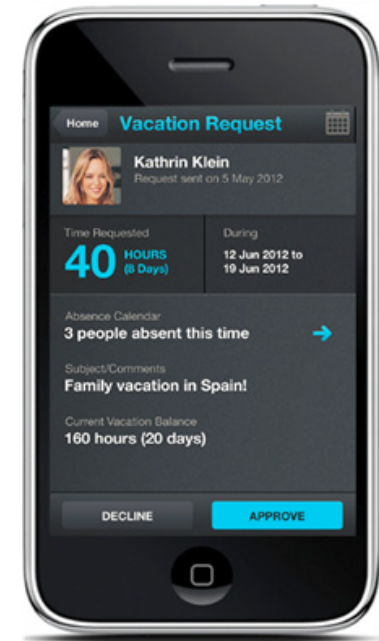 Home
Vacation Request
Kathrin Klein
Request sent on 5 May 2012
Time Requested
40 HOURS
(8 Days)
During
12 Jun 2012 to
19 Jun 2012
Absence Calendar
3 people absent this time
Subject/Comments
Family vacation in Spain!
Current Vacation Balance
160 hours (20 days)
DECLINE
APPROVE